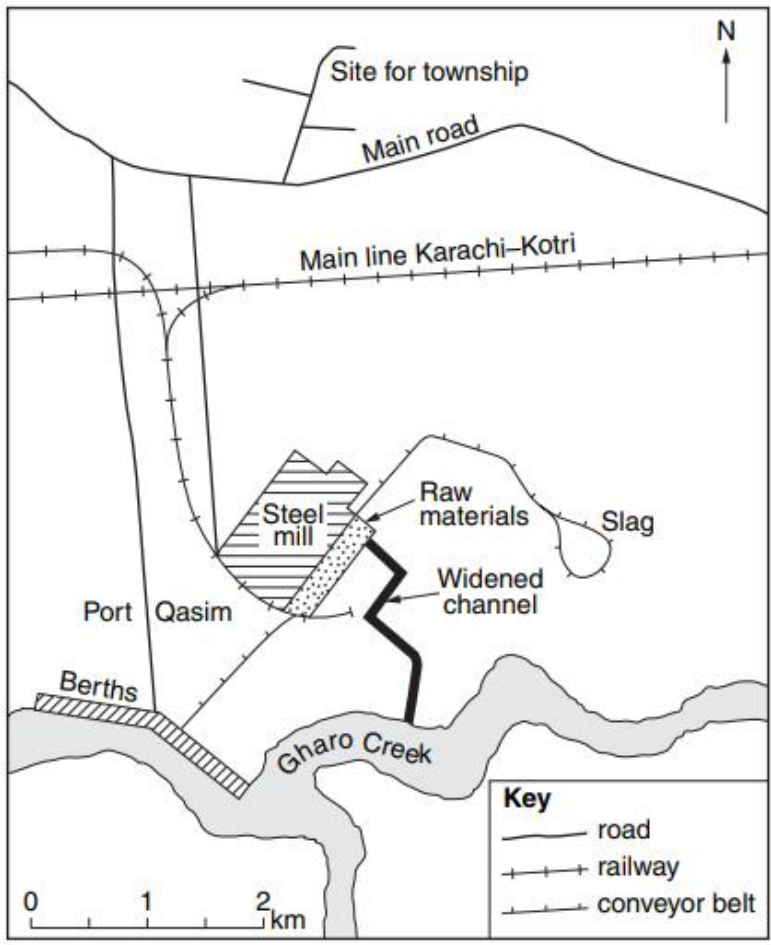 N
Site for township
Main road
Main line Karachi–Kotri
Raw
materials
Steel
mill
Slag
Widened
channel
Port Qasim
Berths
Gharo Creek
Key
road
railway
conveyor belt
0 1 2
km